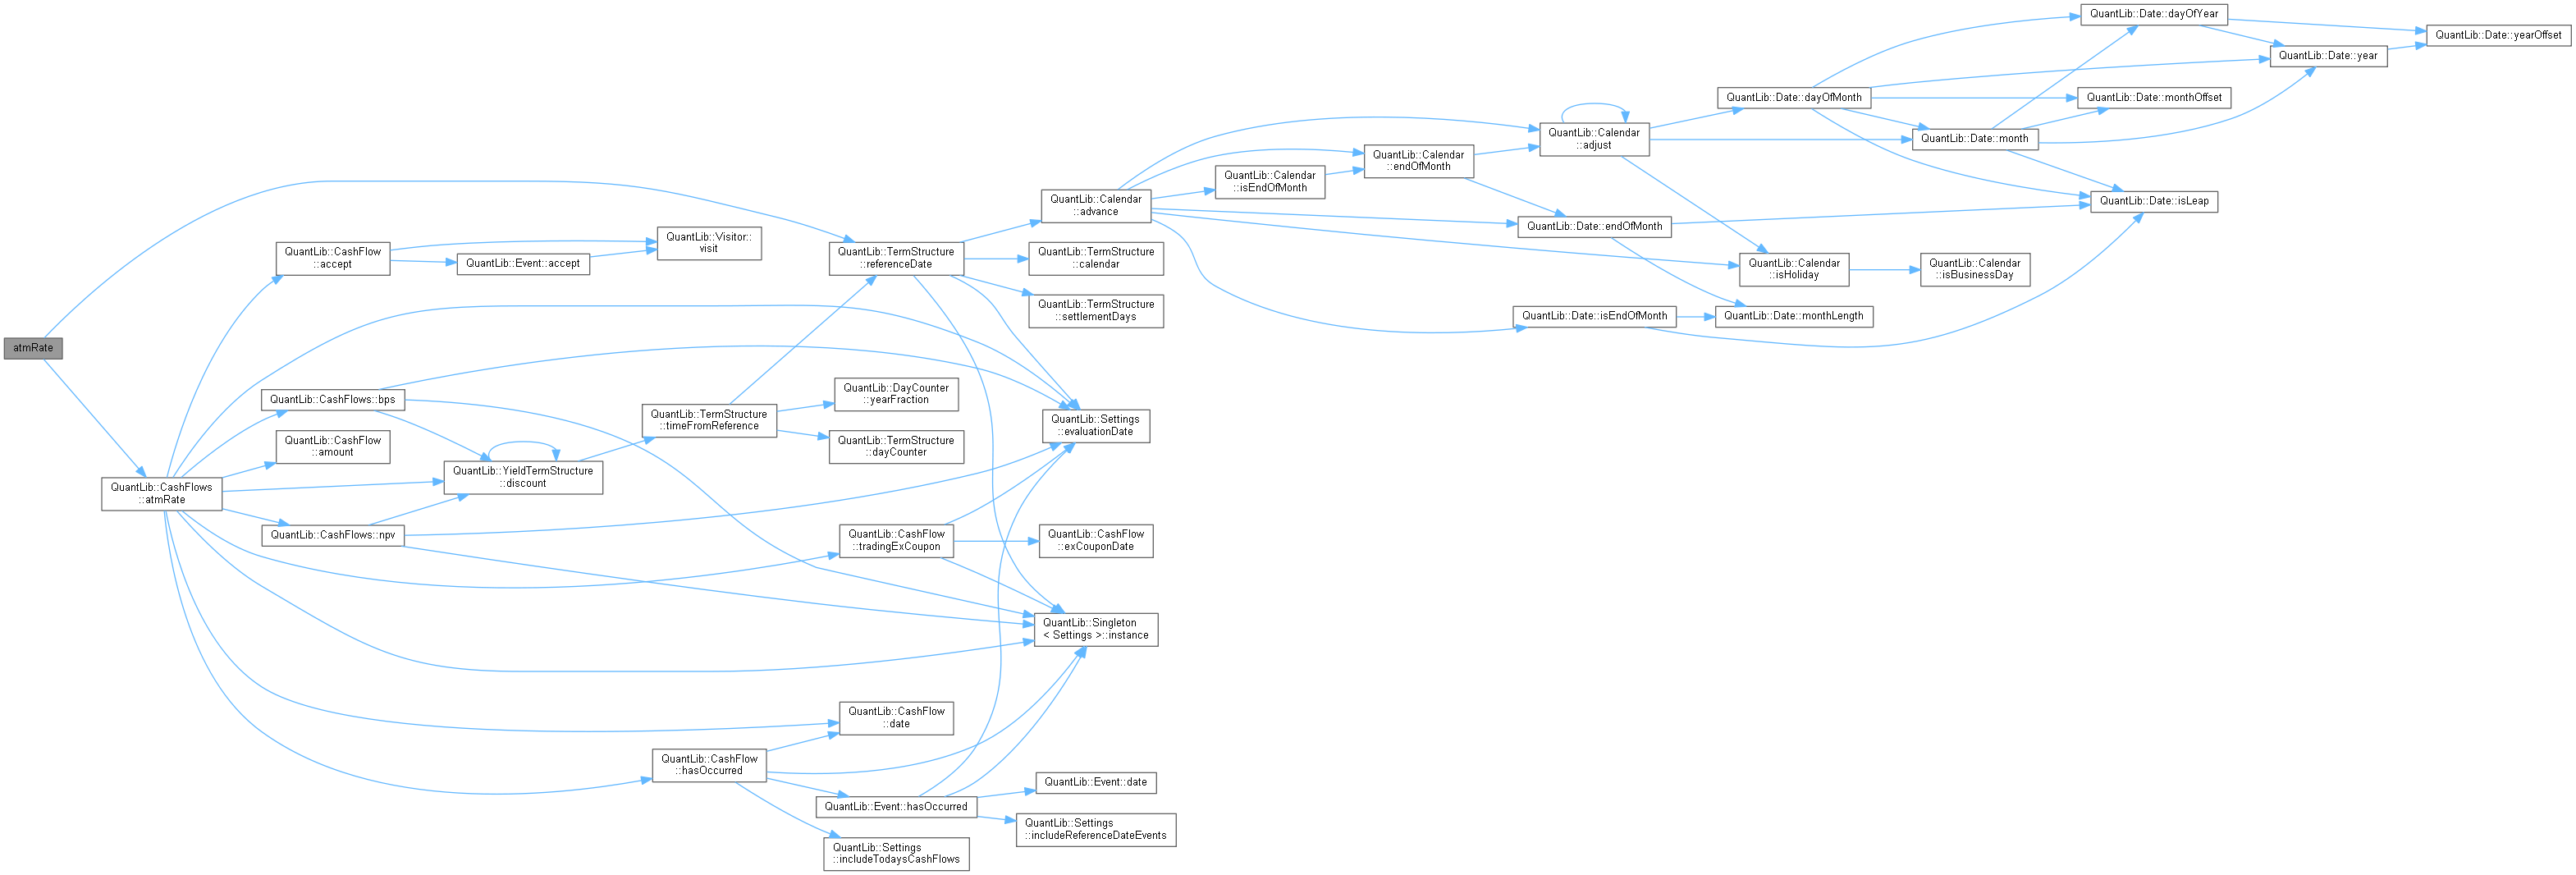 atmRate
QuantLib::CashFlows
::atmRate
QuantLib::CashFlow
::accept
QuantLib::CashFlows::bps
QuantLib::CashFlow
::amount
QuantLib::CashFlows::npv
QuantLib::Event::accept
QuantLib::YieldTermStructure
::discount
QuantLib::Visitor::
visit
QuantLib::TermStructure
::timeFromReference
QuantLib::CashFlow
::hasOccurred
QuantLib::TermStructure
::referenceDate
QuantLib::DayCounter
::yearFraction
QuantLib::TermStructure
::dayCounter
QuantLib::CashFlow
::tradingExCoupon
QuantLib::CashFlow
::date
QuantLib::Event::hasOccurred
QuantLib::Settings
::includeTodaysCashFlows
QuantLib::Calendar
::advance
QuantLib::TermStructure
::calendar
QuantLib::TermStructure
::settlementDays
QuantLib::Settings
::evaluationDate
QuantLib::CashFlow
::exCouponDate
QuantLib::Singleton
< Settings >::instance
QuantLib::Event::date
QuantLib::Settings
::includeReferenceDateEvents
QuantLib::Calendar
::isEndOfMonth
QuantLib::Calendar
::endOfMonth
QuantLib::Calendar
::adjust
QuantLib::Date::endOfMonth
QuantLib::Date::isEndOfMonth
QuantLib::Date::dayOfMonth
QuantLib::Calendar
::isHoliday
QuantLib::Date::monthLength
QuantLib::Date::month
QuantLib::Calendar
::isBusinessDay
QuantLib::Date::dayOfYear
QuantLib::Date::monthOffset
QuantLib::Date::isLeap
QuantLib::Date::year
QuantLib::Date::yearOffset